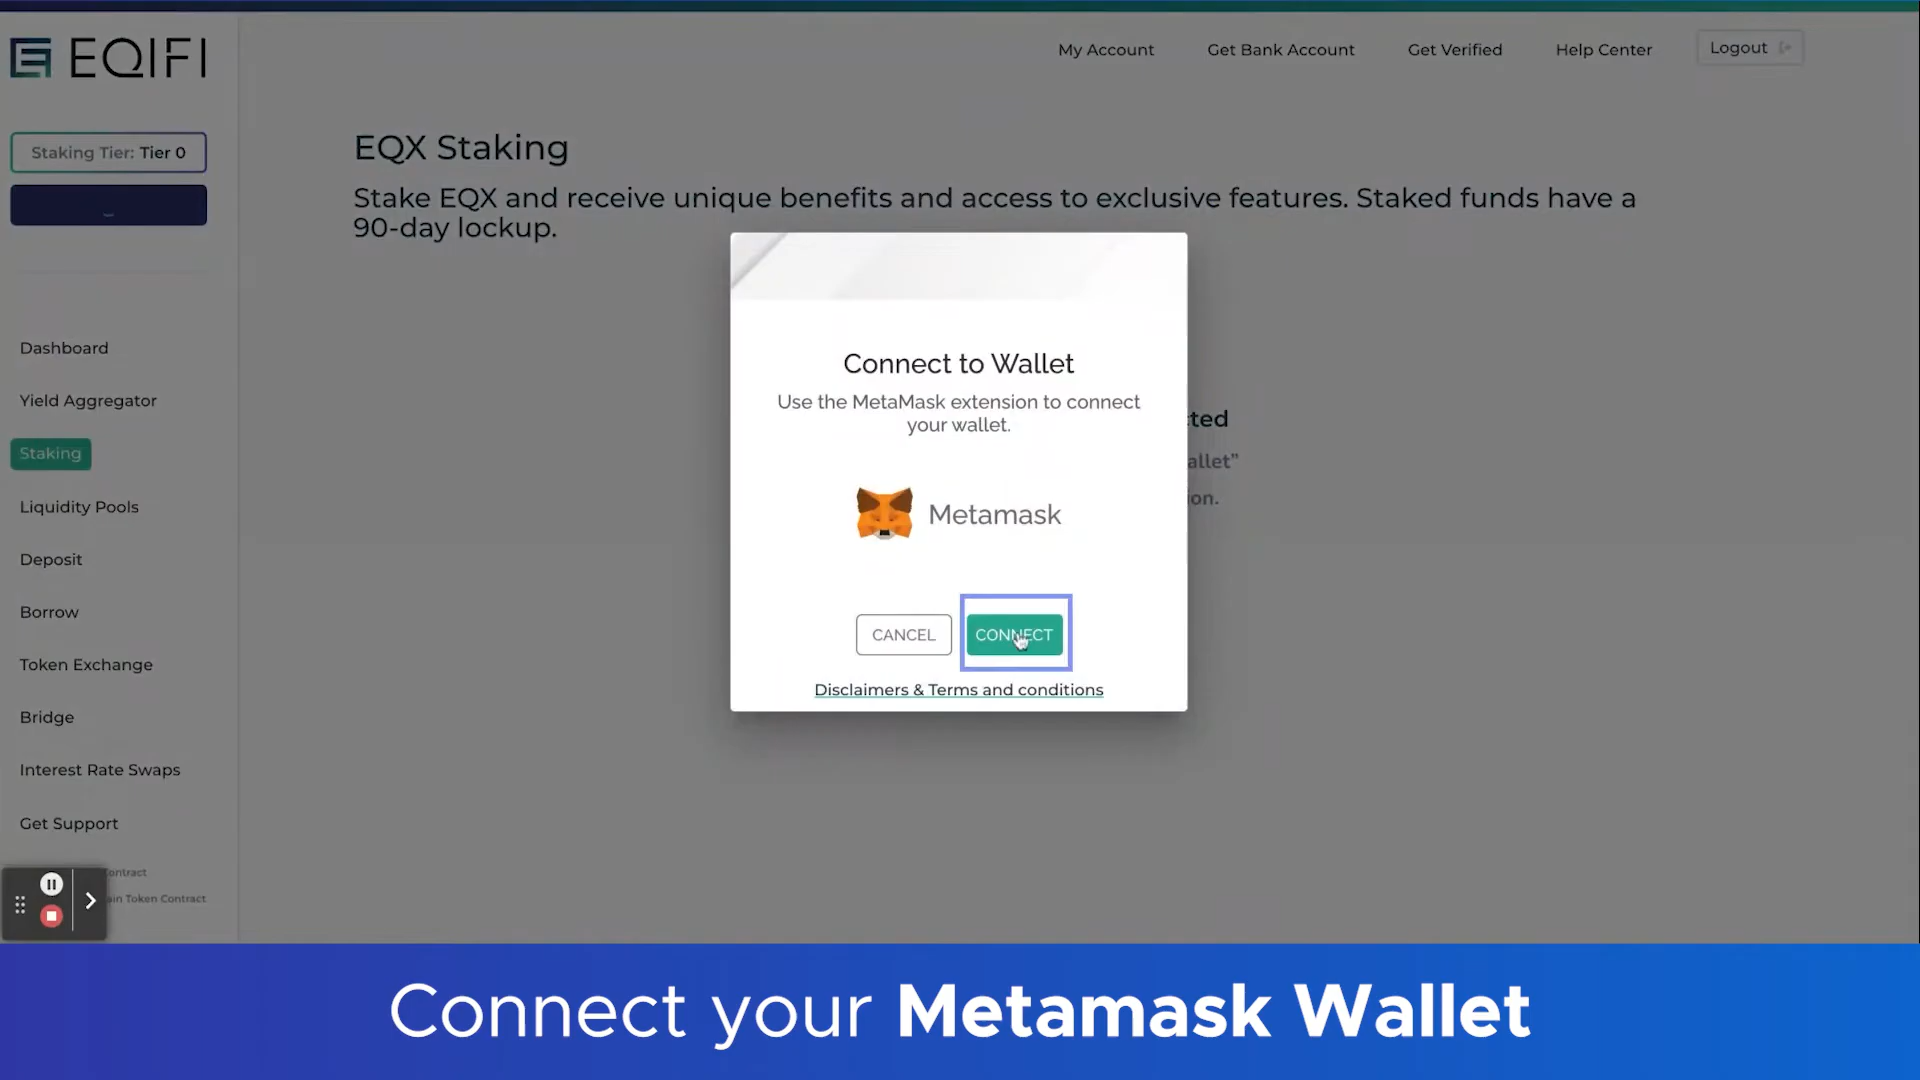 EQIFI
My Account
Get Bank Account
Get Verified
Help Center
Logout
Staking Tier: Tier 0
EQX Staking
Stake EQX and receive unique benefits and access to exclusive features. Staked funds have a
90-day lockup.
Dashboard
Yield Aggregator
Staking
Liquidity Pools
Deposit
Borrow
Token Exchange
Bridge
Interest Rate Swaps
Get Support
Token Contract
Connect to Wallet
Use the MetaMask extension to connect
your wallet.
Metamask
CANCEL
CONNECT
Disclaimers & Terms and conditions
Connect your Metamask Wallet